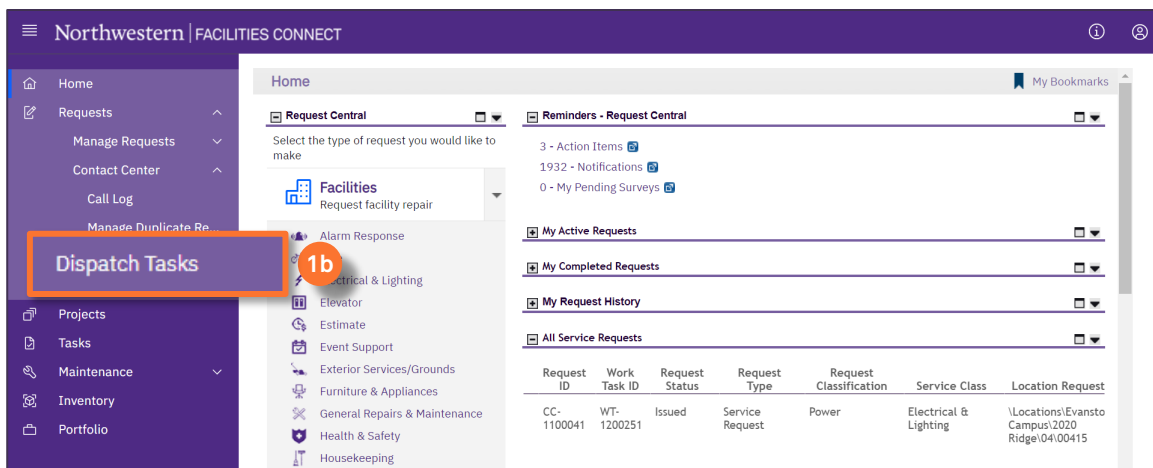 Northwestern | FACILITIES CONNECT
Home
Requests
Manage Requests
Contact Center
Call Log
Manage Duplicate Re...
Dispatch Tasks
1b
Projects
Tasks
Maintenance
Inventory
Portfolio
Home
My Bookmarks
Request Central
Select the type of request you would like to
make
Facilities
Request facility repair
Alarm Response
Electrical & Lighting
Elevator
Estimate
Event Support
Exterior Services/Grounds
Furniture & Appliances
General Repairs & Maintenance
Health & Safety
Housekeeping
Reminders - Request Central
3 - Action Items
1932 - Notifications
0 - My Pending Surveys
My Active Requests
My Completed Requests
My Request History
All Service Requests
Request ID Work Task ID Request Status Request Type Request Classification Service Class Location Request
CC-1100041 WT-1200251 Issued Service Request Power Electrical & Lighting \Locations\Evansto Campus\2020 Ridge\04\00415